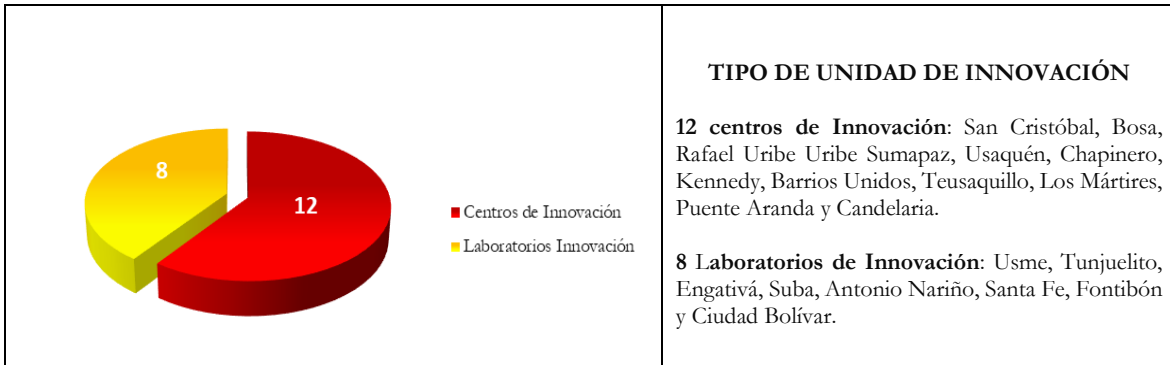 8
12
Centros de Innovación
Laboratorios Innovación
TIPO DE UNIDAD DE INNOVACIÓN
12 centros de Innovación: San Cristóbal, Bosa,
Rafael Uribe Uribe Sumapaz, Usaquén, Chapinero,
Kennedy, Barrios Unidos, Teusaquillo, Los Mártires,
Puente Aranda y Candelaria.
8 Laboratorios de Innovación: Usme, Tunjuelito,
Engativá, Suba, Antonio Nariño, Santa Fe, Fontibón
y Ciudad Bolívar.